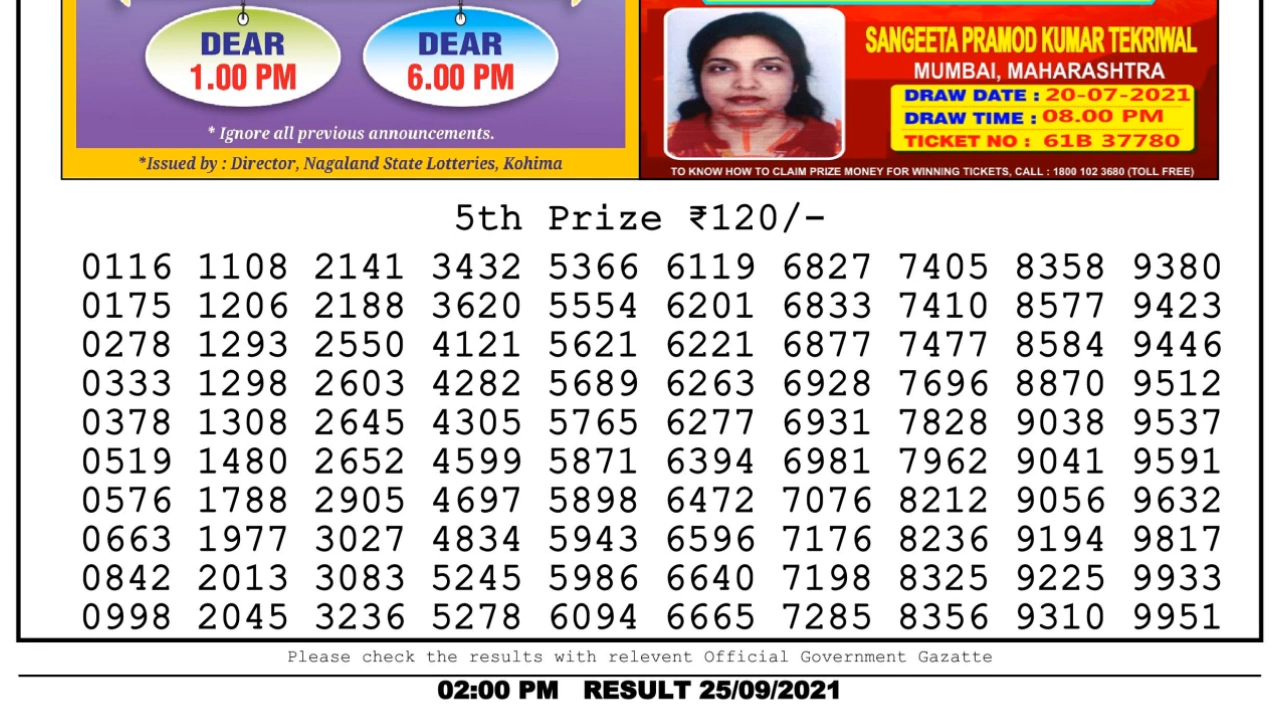 DEAR
1.00 PM
DEAR
6.00 PM
* Ignore all previous announcements.
*Issued by : Director, Nagaland State Lotteries, Kohima
SANGEETA PRAMOD KUMAR TEKRIWAL
MUMBAI, MAHARASHTRA
DRAW DATE : 20-07-2021
DRAW TIME : 08.00 PM
TICKET NO : 61B 37780
TO KNOW HOW TO CLAIM PRIZE MONEY FOR WINNING TICKETS, CALL : 1800 102 3680 (TOLL FREE)
5th Prize ₹120/-
0116 1108 2141 3432 5366 6119 6827 7405 8358 9380
0175 1206 2188 3620 5554 6201 6833 7410 8577 9423
0278 1293 2550 4121 5621 6221 6877 7477 8584 9446
0333 1298 2603 4282 5689 6263 6928 7696 8870 9512
0378 1308 2645 4305 5765 6277 6931 7828 9038 9537
0519 1480 2652 4599 5871 6394 6981 7962 9041 9591
0576 1788 2905 4697 5898 6472 7076 8212 9056 9632
0663 1977 3027 4834 5943 6596 7176 8236 9194 9817
0842 2013 3083 5245 5986 6640 7198 8325 9225 9933
0998 2045 3236 5278 6094 6665 7285 8356 9310 9951
Please check the results with relevent Official Government Gazatte
02:00 PM RESULT 25/09/2021